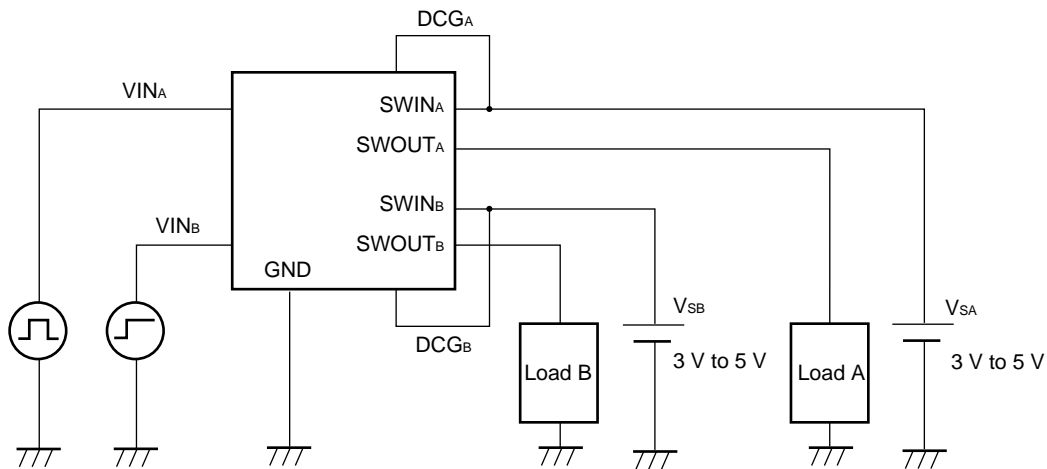 DCGA
VINA
SWINA
SWOUTA
SWINB
VINB
SWOUTB
GND
VSB
VSA
DCGB
Load B
3 V to 5 V
Load A
3 V to 5 V